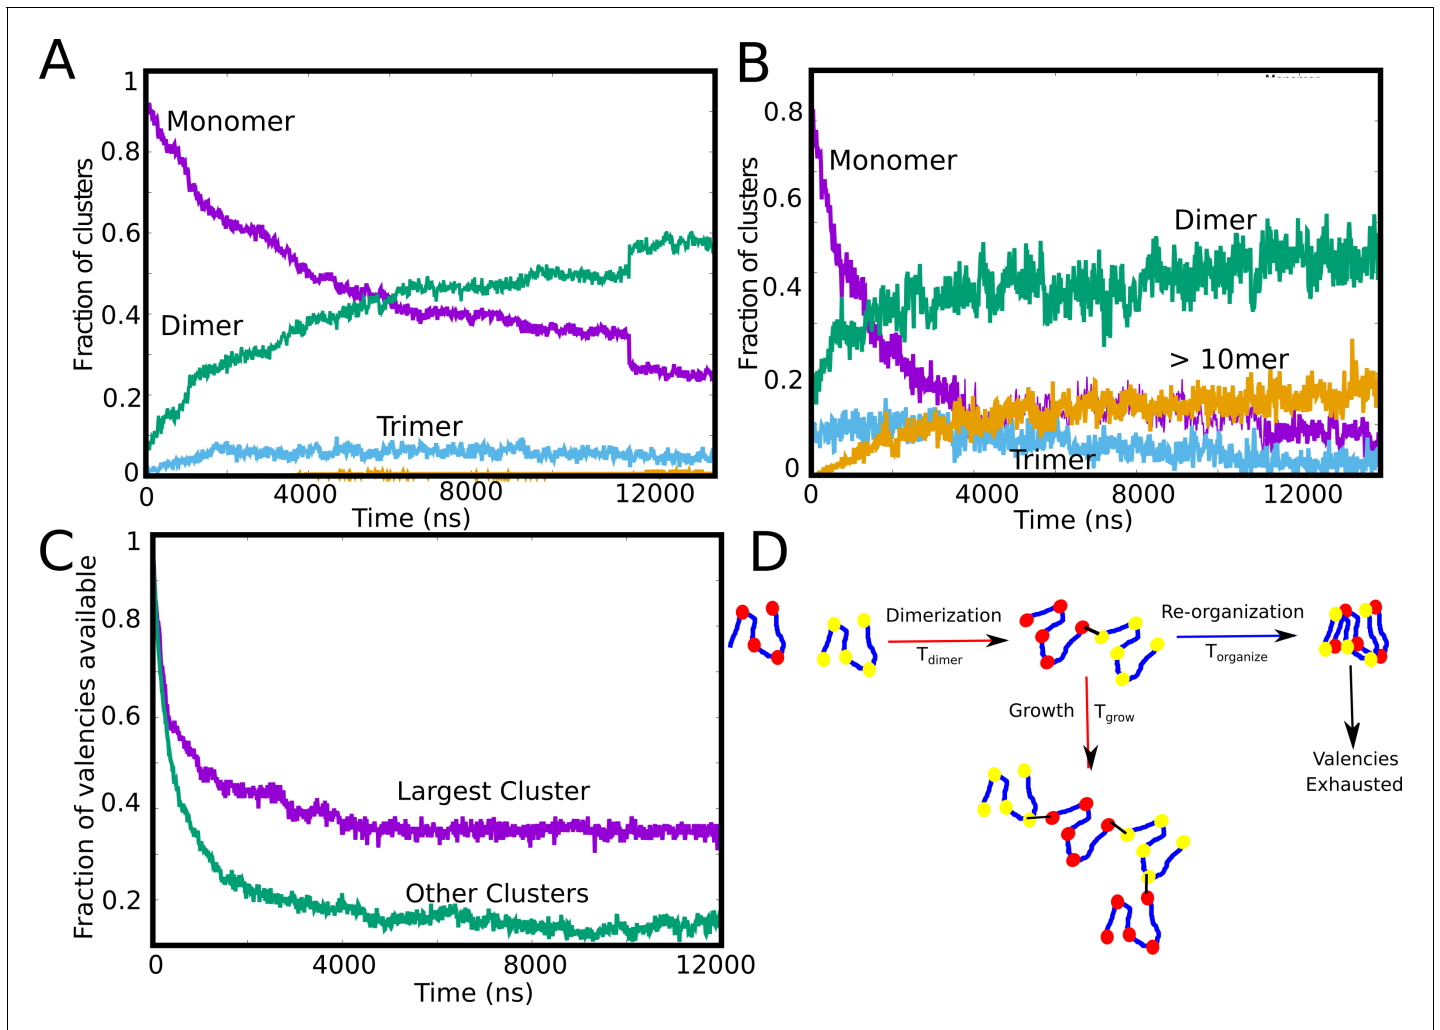 A
Fraction of clusters
1
0.8
0.6
0.4
0.2
0
Monomer
Dimer
Trimer
0
4000
8000
12000
Time (ns)
B
Fraction of clusters
0.8
0.6
0.4
0.2
0
Monomer
Dimer
> 10mer
Trimer
0
4000
8000
12000
Time (ns)
C
Fraction of valencies available
1
0.8
0.6
0.4
0.2
Largest Cluster
Other Clusters
0
4000
8000
12000
Time (ns)
D
Dimerization
Tdimer
Re-organization
Torganize
Growth
Tgrow
Valencies
Exhausted